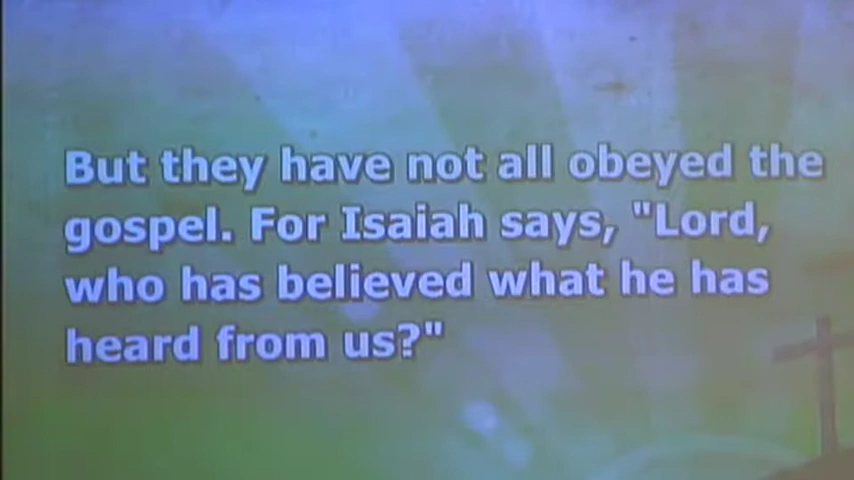 But they have not all obeyed the
gospel. For Isaiah says, "Lord,
who has believed what he has
heard from us?"